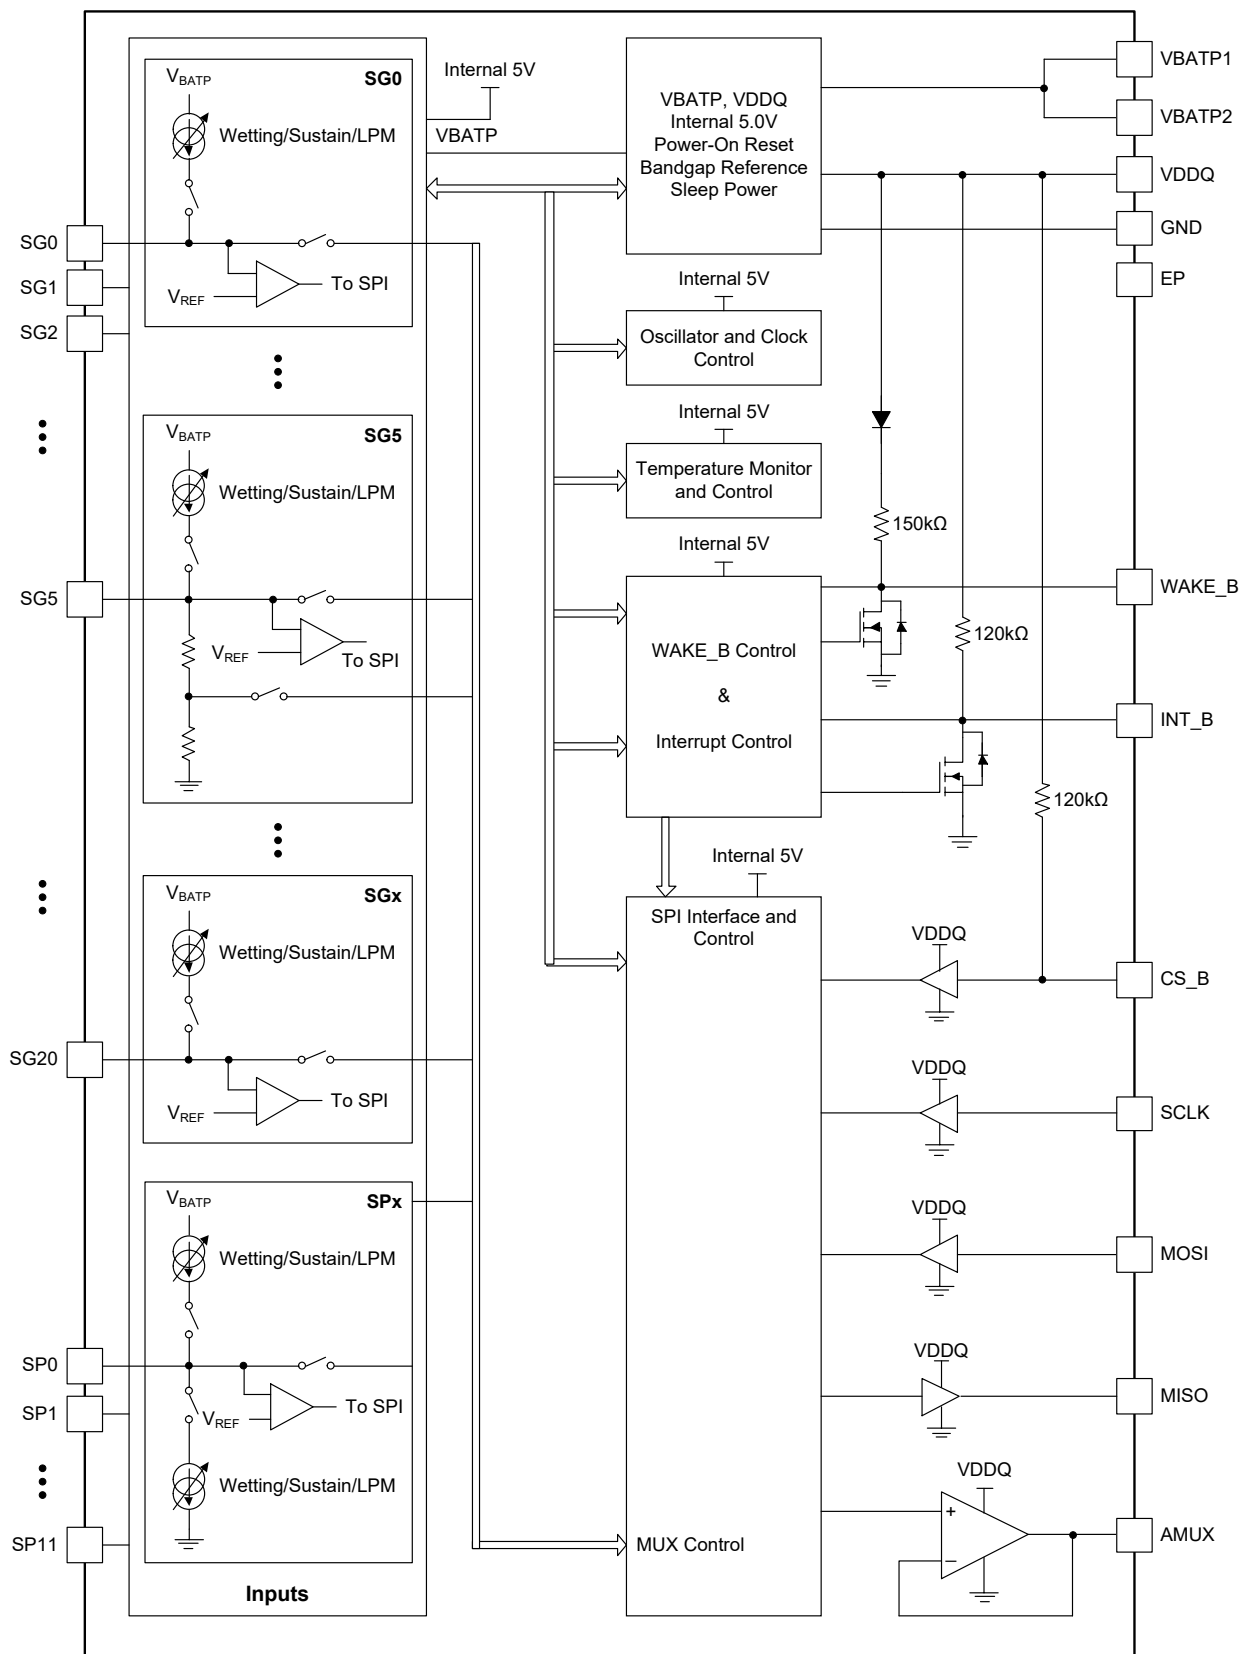 SG0
SG1
SG2
SG5
SG20
SP0
SP1
SP11
VBATP
SG0
Wetting/Sustain/LPM
VREF
To SPI
VBATP
SG5
Wetting/Sustain/LPM
VREF
To SPI
VBATP
SGx
Wetting/Sustain/LPM
VREF
To SPI
VBATP
SPx
Wetting/Sustain/LPM
VREF
To SPI
Wetting/Sustain/LPM
Inputs
Internal 5V
VBATP
VBATP, VDDQ
Internal 5.0V
Power-On Reset
Bandgap Reference
Sleep Power
Internal 5V
Oscillator and Clock
Control
Internal 5V
Temperature Monitor
and Control
Internal 5V
WAKE_B Control
&
Interrupt Control
Internal 5V
SPI Interface and
Control
MUX Control
150kΩ
120kΩ
120kΩ
VDDQ
VDDQ
VDDQ
VDDQ
VDDQ
+
−
VBATP1
VBATP2
VDDQ
GND
EP
WAKE_B
INT_B
CS_B
SCLK
MOSI
MISO
AMUX